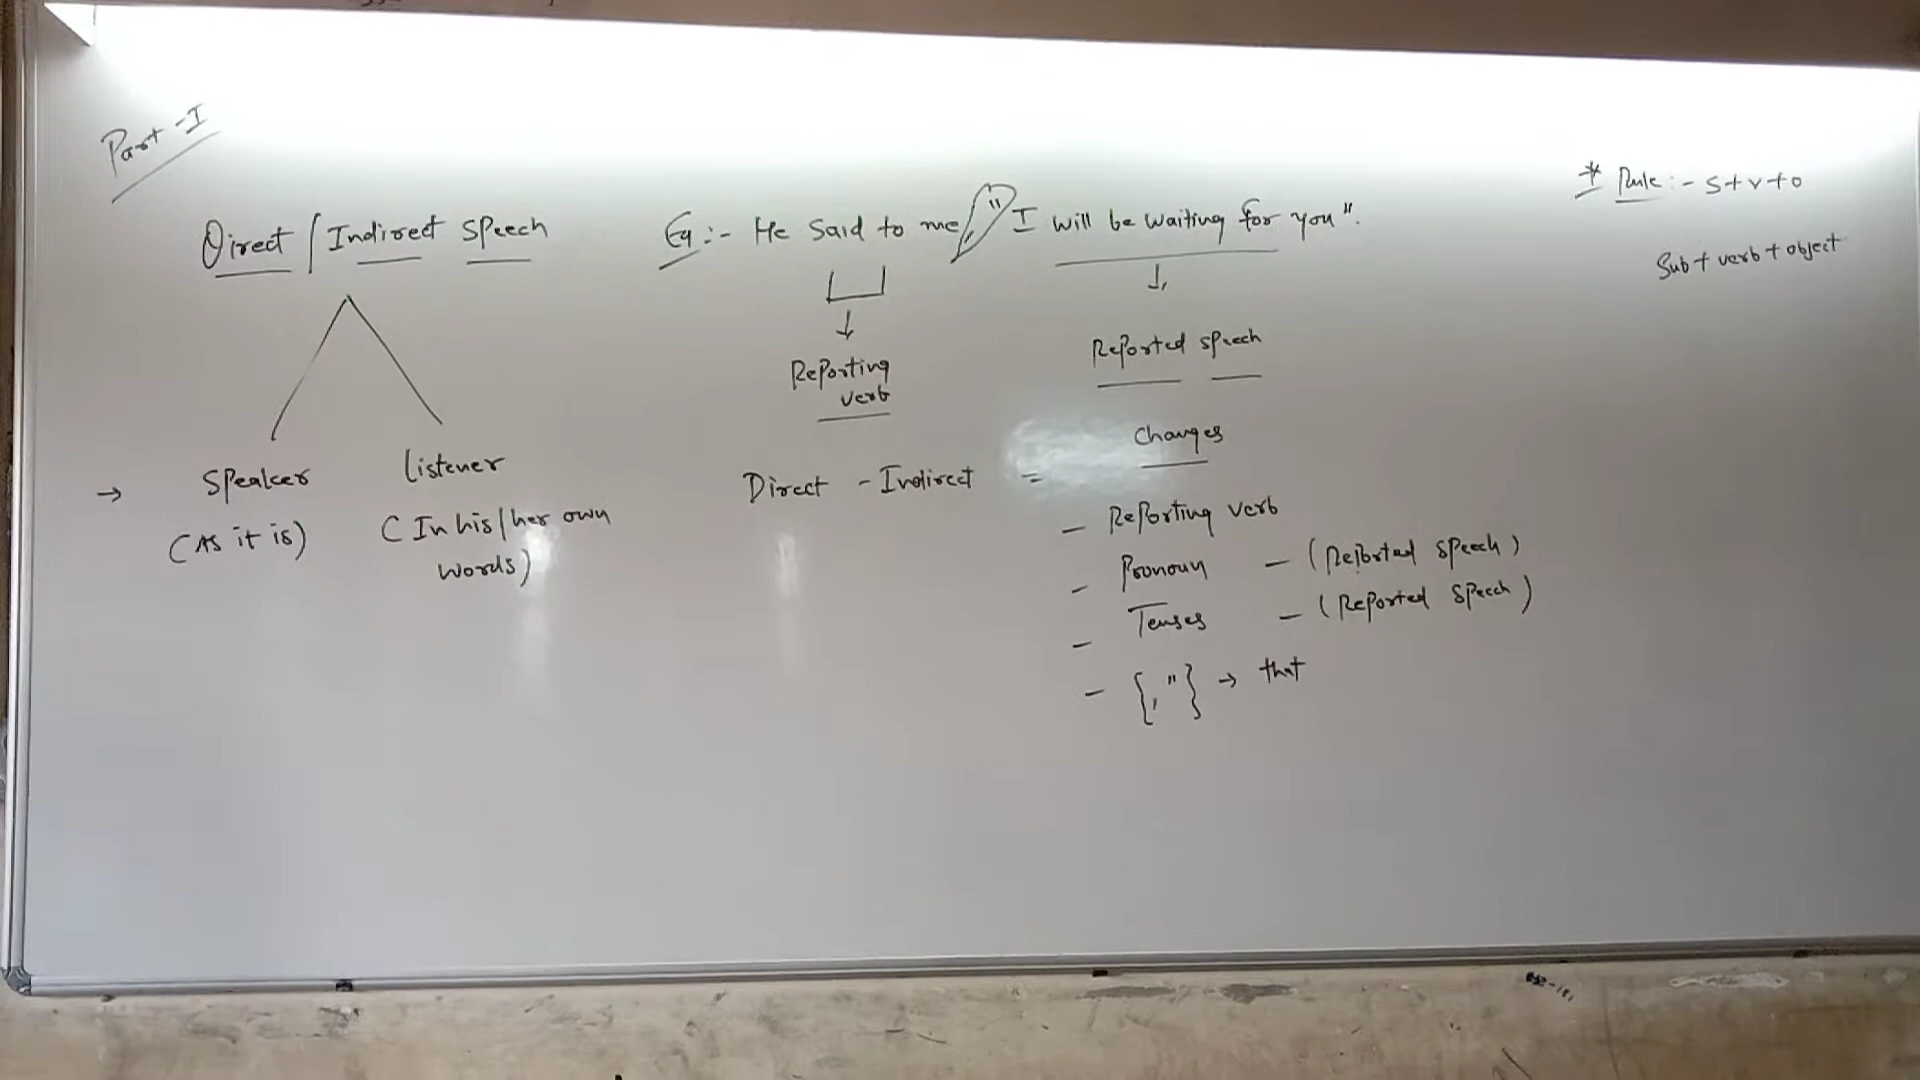 Part-I
Direct / Indirect Speech
Speaker
Listener
(As it is)
(In his/her own
words)
Eg :- He said to me, "I will be waiting for you".
Reporting
verb
Reported speech
Changes
Direct - Indirect =
- Reporting verb
- Pronoun - (Reported speech)
- Tenses - (Reported speech)
- {, "} → that
* Rule :- S+V+O
Sub + verb + object